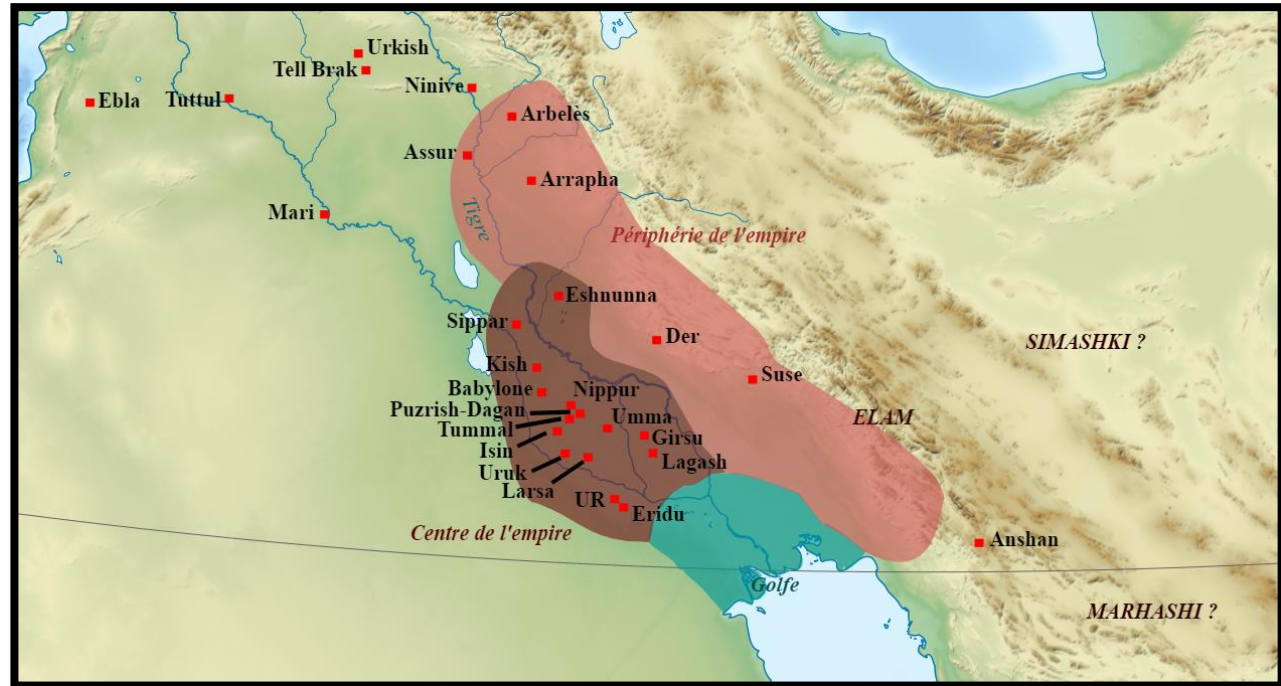 Urkish
Tell Brak
Ninive
Ebla
Tuttul
Arbelès
Assur
Arrapha
Mari
Tigre
Périphérie de l'empire
Eshnunna
Sippar
Der
SIMASHKI ?
Kish
Suse
Babylone
Nippur
Puzrish-Dagan
ELAM
Tummal
Umma
Girsu
Isin
Lagash
Uruk
Larsa
UR
Eridu
Centre de l'empire
Anshan
Golfe
MARHASHI ?